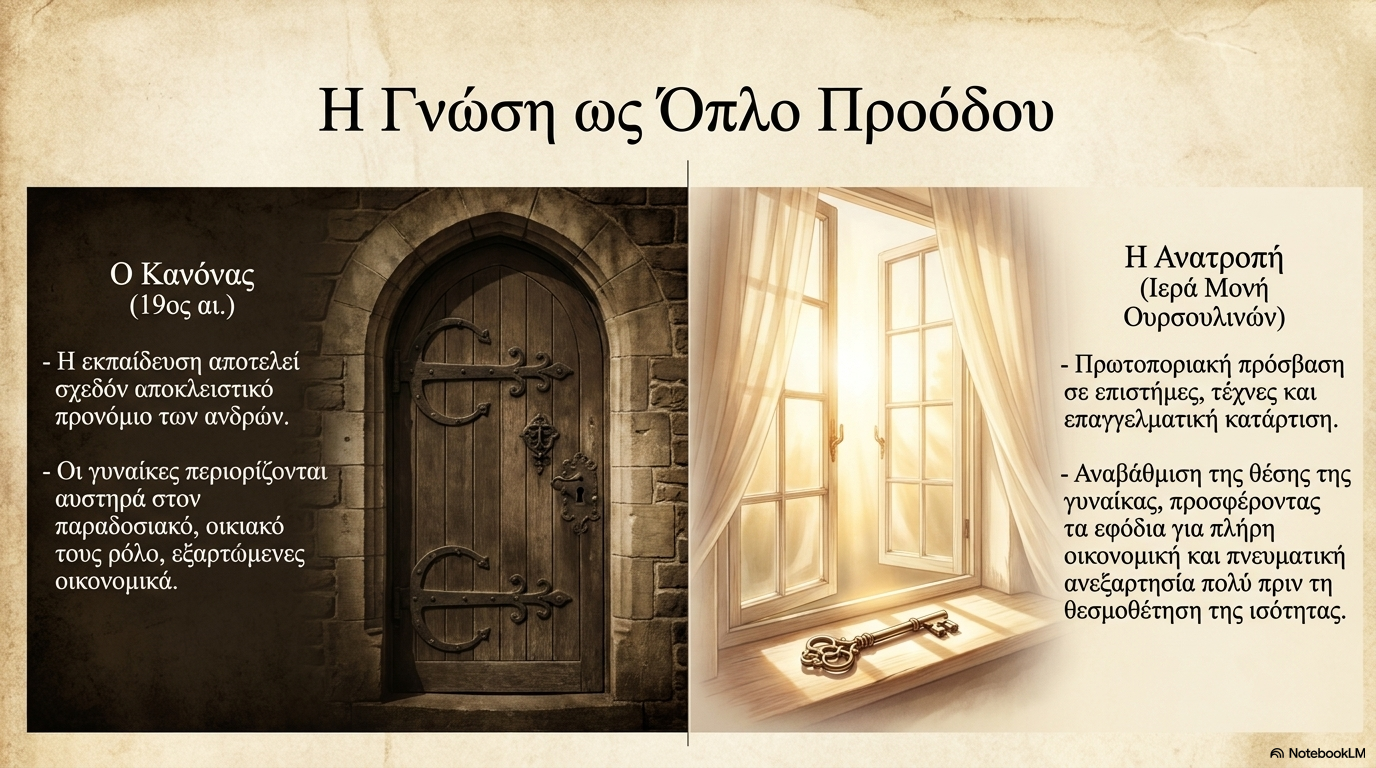 Η Γνώση ως Όπλο Προόδου
Ο Κανόνας
(19ος αι.)
- Η εκπαίδευση αποτελεί
σχεδόν αποκλειστικό
προνόμιο των ανδρών.
- Οι γυναίκες περιορίζονται
αυστηρά στον
παραδοσιακό, οικιακό
τους ρόλο, εξαρτώμενες
οικονομικά.
Η Ανατροπή
(Ιερά Μονή
Ουρσουλινών)
- Πρωτοποριακή πρόσβαση
σε επιστήμες, τέχνες και
επαγγελματική κατάρτιση.
- Αναβάθμιση της θέσης της
γυναίκας, προσφέροντας
τα εφόδια για πλήρη
οικονομική και πνευματική
ανεξαρτησία πολύ πριν τη
θεσμοθέτηση της ισότητας.
NotebookLM